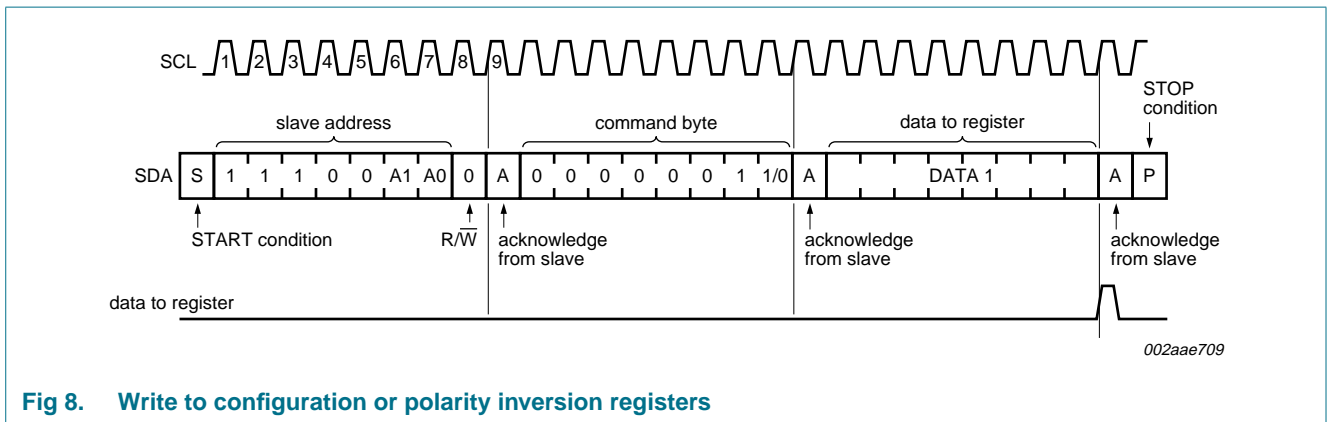 SCL 1 2 3 4 5 6 7 8 9
STOP
condition
slave address command byte data to register
SDA S 1 1 1 0 0 A1 A0 0 A 0 0 0 0 0 0 1 1/0 A DATA 1 A P
START condition R/W acknowledge
from slave acknowledge
from slave acknowledge
from slave
data to register
002aae709
Fig 8. Write to configuration or polarity inversion registers